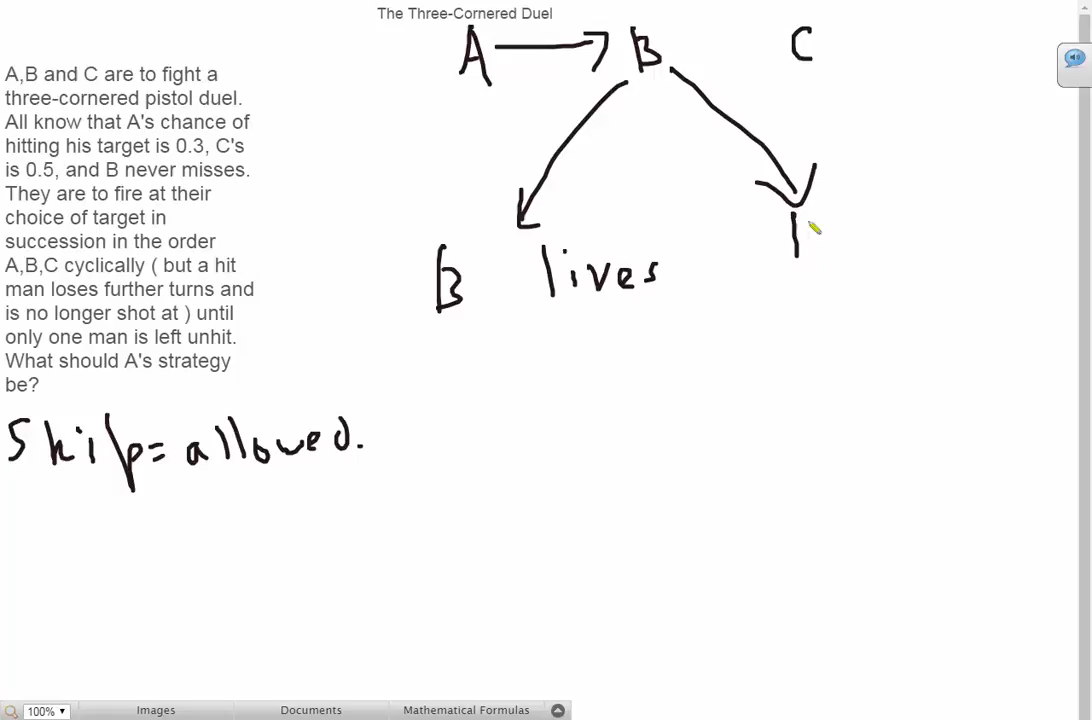 The Three-Cornered Duel
A → B C
A,B and C are to fight a
three-cornered pistol duel.
All know that A's chance of
hitting his target is 0.3, C's
is 0.5, and B never misses.
They are to fire at their
choice of target in
succession in the order
A,B,C cyclically ( but a hit
man loses further turns and
is no longer shot at ) until
only one man is left unhit.
What should A's strategy
be?
B lives
Skip= allowed.
100%
Images
Documents
Mathematical Formulas